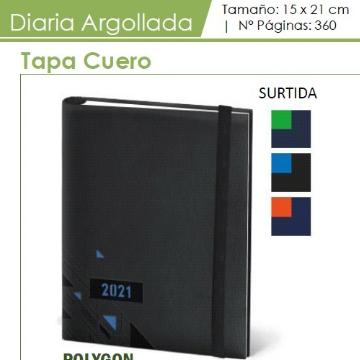 Diaria Argollada
Tamaño: 15 x 21 cm
| Nº Páginas: 360
Tapa Cuero
SURTIDA
2021
POLYGON